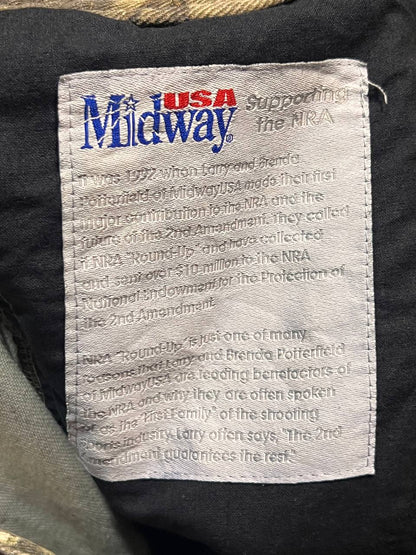 MidwayUSA® Supporting
the NRA
It was 1992 when Larry and Brenda
Potterfield of MidwayUSA made their first
major contribution to the NRA and the
future of the 2nd Amendment. They called
it NRA "Round-Up" and have collected
and sent over $10 million to the NRA
National Endowment for the Protection of
the 2nd Amendment.
NRA "Round-Up" is just one of many
reasons that Larry and Brenda Potterfield
of MidwayUSA are leading benefactors of
the NRA and why they are often spoken
of as the "First Family" of the shooting
sports industry. Larry often says, "The 2nd
Amendment guarantees the rest."